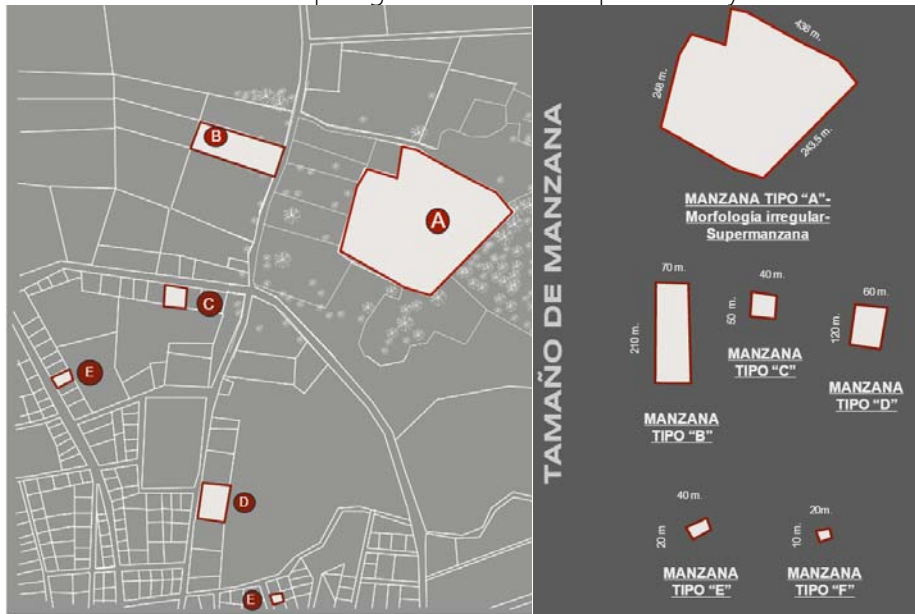 B
A
C
E
D
E
TAMAÑO DE MANZANA
436 m.
248 m.
243.5 m.
MANZANA TIPO "A"-
Morfología irregular-
Supermanzana
70 m.
210 m.
MANZANA
TIPO "B"
40 m.
50 m.
MANZANA
TIPO "C"
60 m.
120 m.
MANZANA
TIPO "D"
40 m.
20 m
MANZANA
TIPO "E"
20m.
10 m.
MANZANA
TIPO "F"